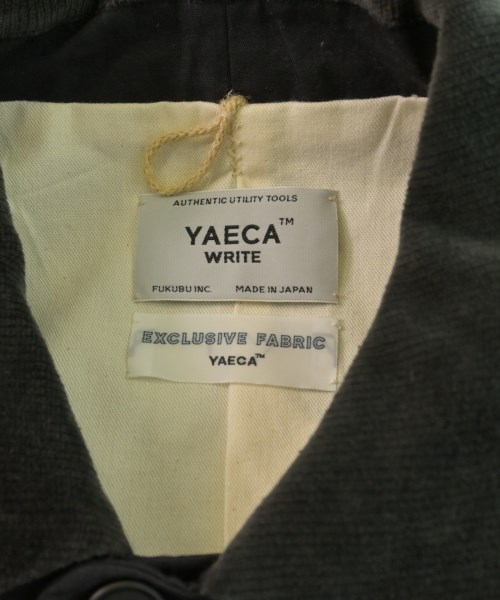 AUTHENTIC UTILITY TOOLS
YAECA™
WRITE
FUKUBU INC. MADE IN JAPAN
EXCLUSIVE FABRIC
YAECA™